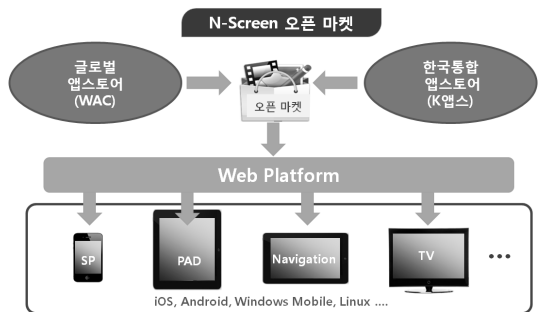 N-Screen 오픈 마켓
글로벌
앱스토어
(WAC)
오픈 마켓
한국통합
앱스토어
(K앱스)
Web Platform
SP
PAD
Navigation
TV
iOS, Android, Windows Mobile, Linux ....